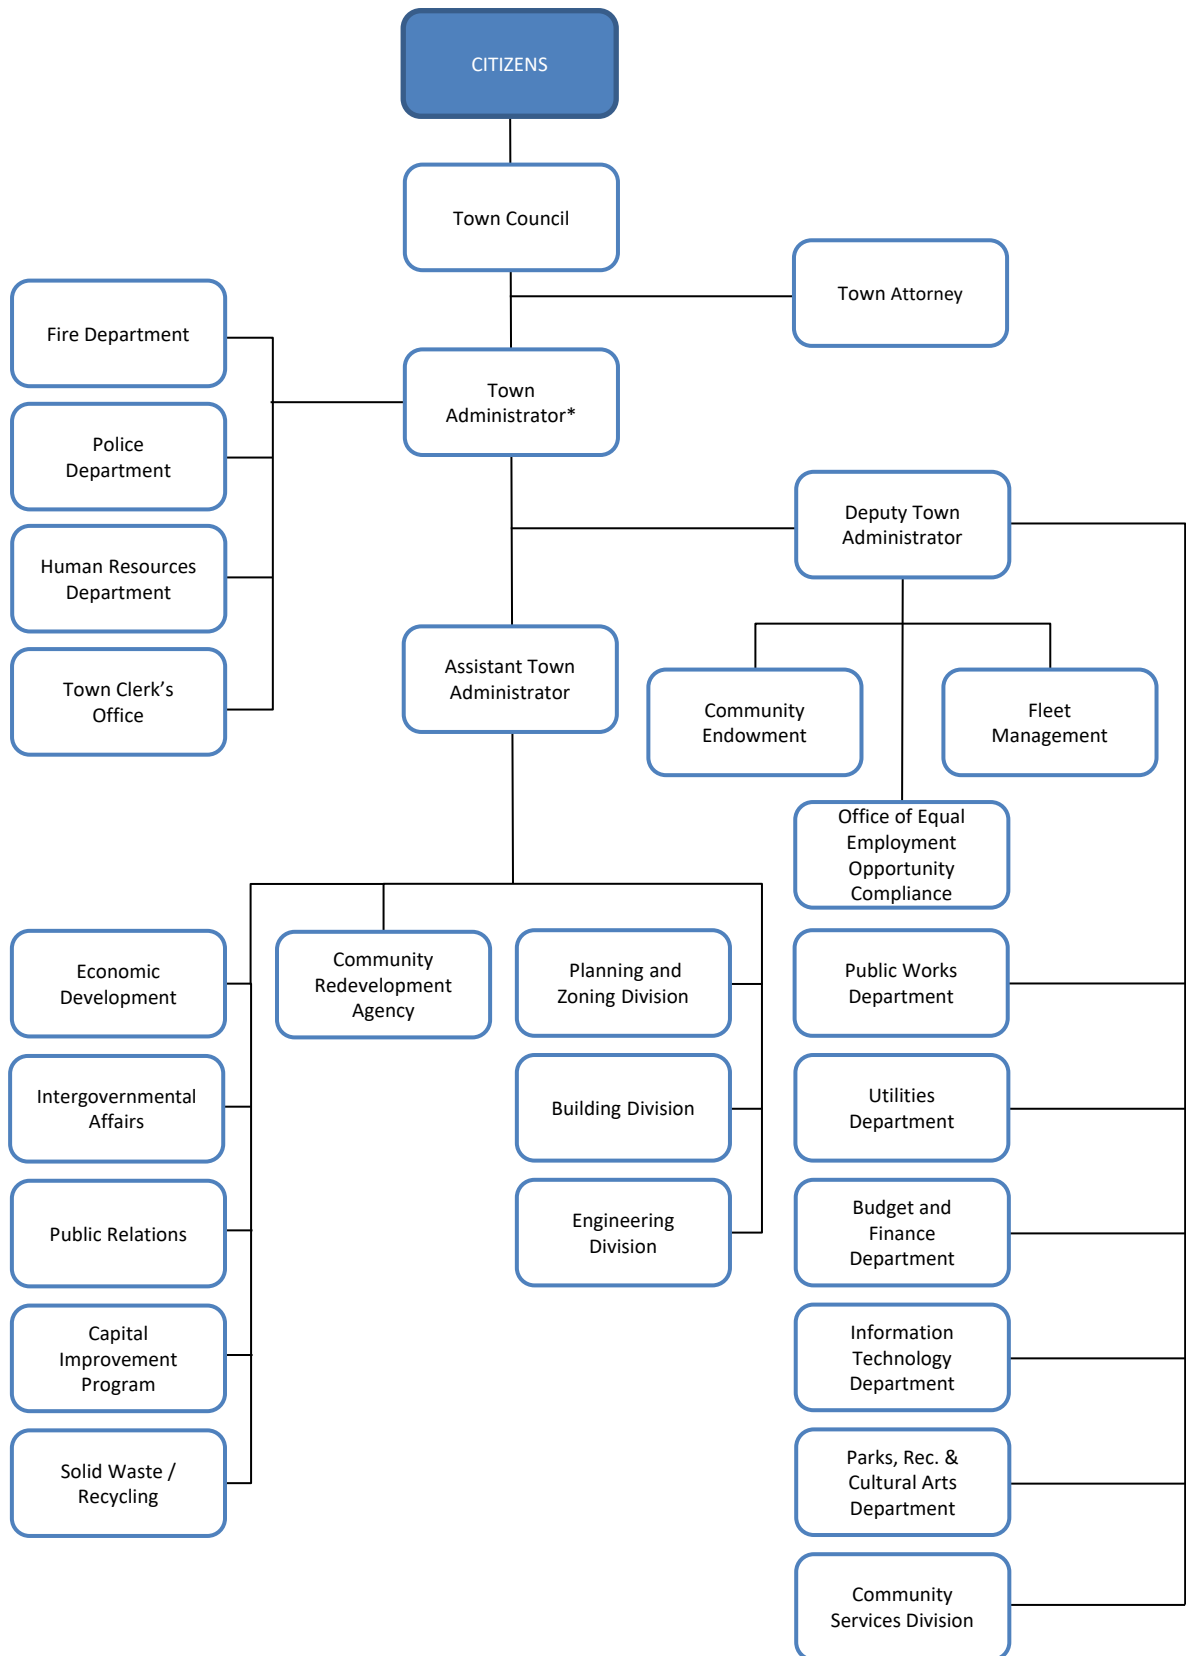 CITIZENS
Town Council
Town Attorney
Fire Department
Town
Administrator*
Police
Department
Deputy Town
Administrator
Human Resources
Department
Assistant Town
Administrator
Town Clerk’s
Office
Community
Endowment
Fleet
Management
Office of Equal
Employment
Opportunity
Compliance
Economic
Development
Community
Redevelopment
Agency
Planning and
Zoning Division
Public Works
Department
Intergovernmental
Affairs
Building Division
Utilities
Department
Public Relations
Engineering
Division
Budget and
Finance
Department
Capital
Improvement
Program
Information
Technology
Department
Solid Waste /
Recycling
Parks, Rec. &
Cultural Arts
Department
Community
Services Division